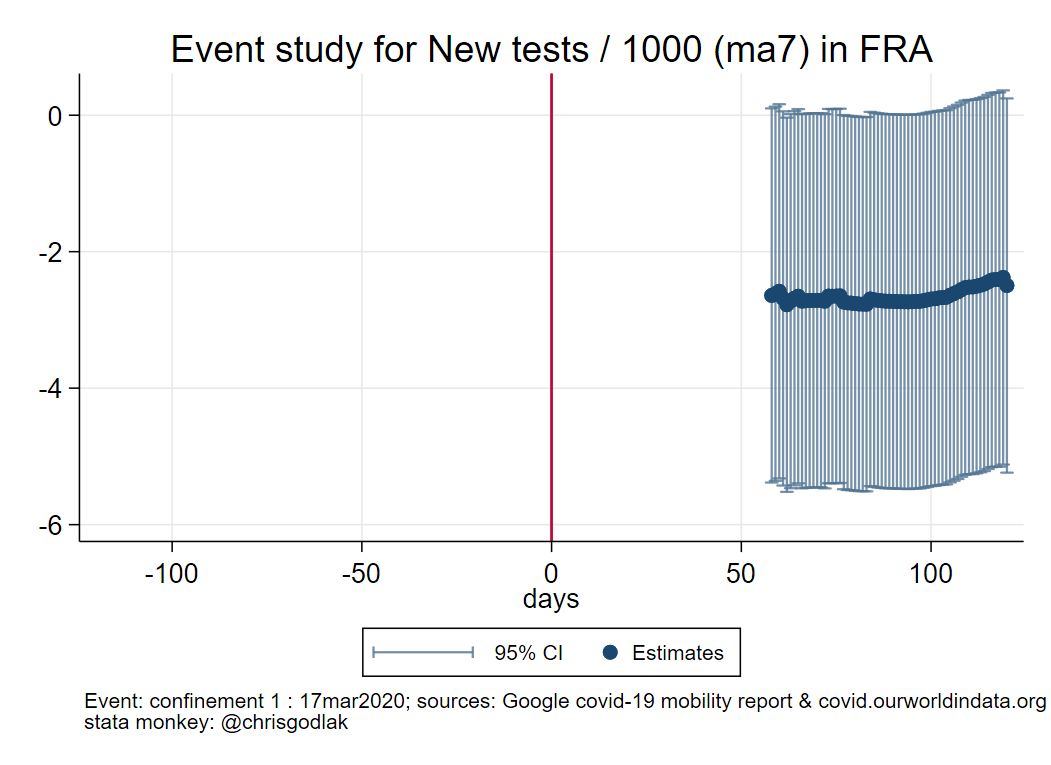 Event study for New tests / 1000 (ma7) in FRA
0
-2
-4
-6
-100 -50 0 50 100
days
95% CI Estimates
Event: confinement 1 : 17mar2020; sources: Google covid-19 mobility report & covid.ourworldindata.org
stata monkey: @chrisgodlak